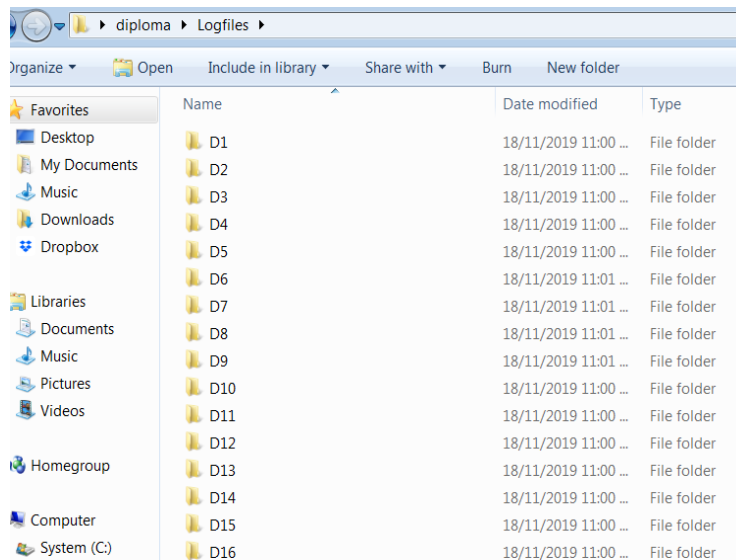 diploma Logfiles
Organize Open Include in library Share with Burn New folder
Favorites
Desktop
My Documents
Music
Downloads
Dropbox
Libraries
Documents
Music
Pictures
Videos
Homegroup
Computer
System (C:)
Name Date modified Type
D1 18/11/2019 11:00 ... File folder
D2 18/11/2019 11:00 ... File folder
D3 18/11/2019 11:00 ... File folder
D4 18/11/2019 11:00 ... File folder
D5 18/11/2019 11:00 ... File folder
D6 18/11/2019 11:01 ... File folder
D7 18/11/2019 11:01 ... File folder
D8 18/11/2019 11:01 ... File folder
D9 18/11/2019 11:01 ... File folder
D10 18/11/2019 11:00 ... File folder
D11 18/11/2019 11:00 ... File folder
D12 18/11/2019 11:00 ... File folder
D13 18/11/2019 11:00 ... File folder
D14 18/11/2019 11:00 ... File folder
D15 18/11/2019 11:00 ... File folder
D16 18/11/2019 11:00 ... File folder